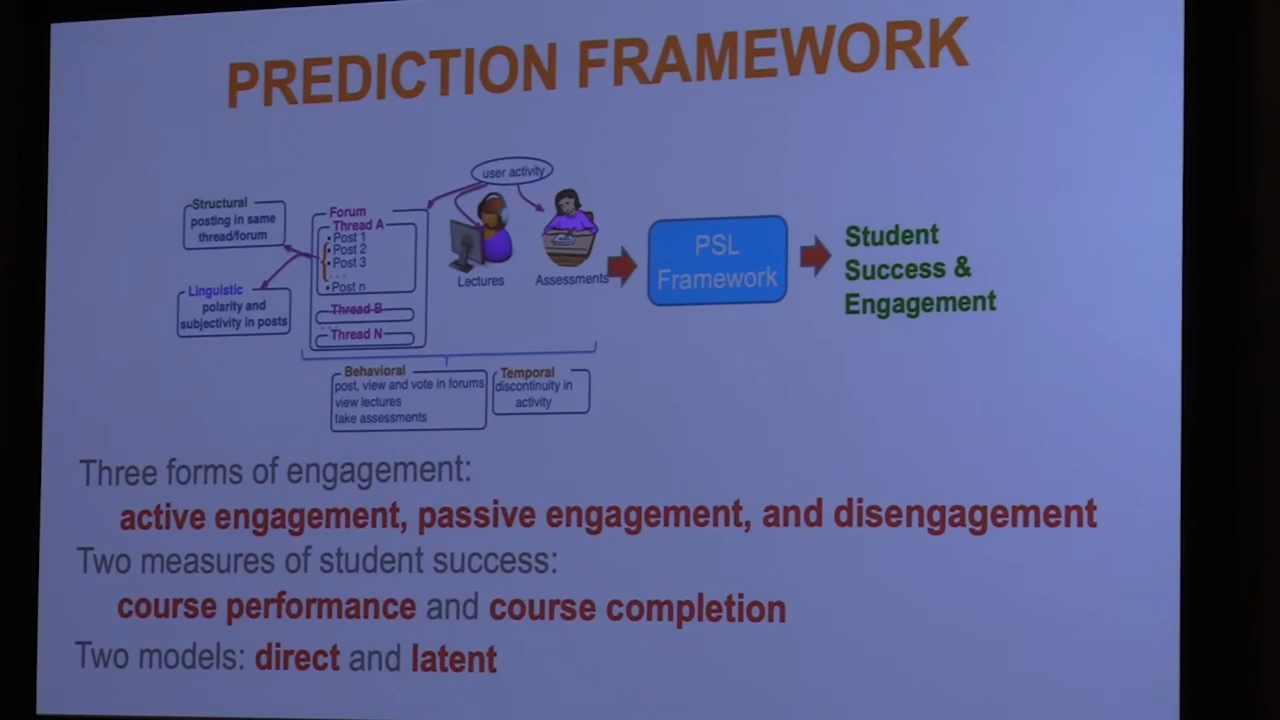 PREDICTION FRAMEWORK
user activity
Structural
posting in same
thread/forum
Linguistic
polarity and
subjectivity in posts
Forum
Thread A
• Post 1
• Post 2
• Post 3
. . .
• Post n
Thread B
. . .
Thread N
Lectures
Assessments
Behavioral
post, view and vote in forums
view lectures
take assessments
Temporal
discontinuity in
activity
PSL
Framework
Student
Success &
Engagement
Three forms of engagement:
active engagement, passive engagement, and disengagement
Two measures of student success:
course performance and course completion
Two models: direct and latent